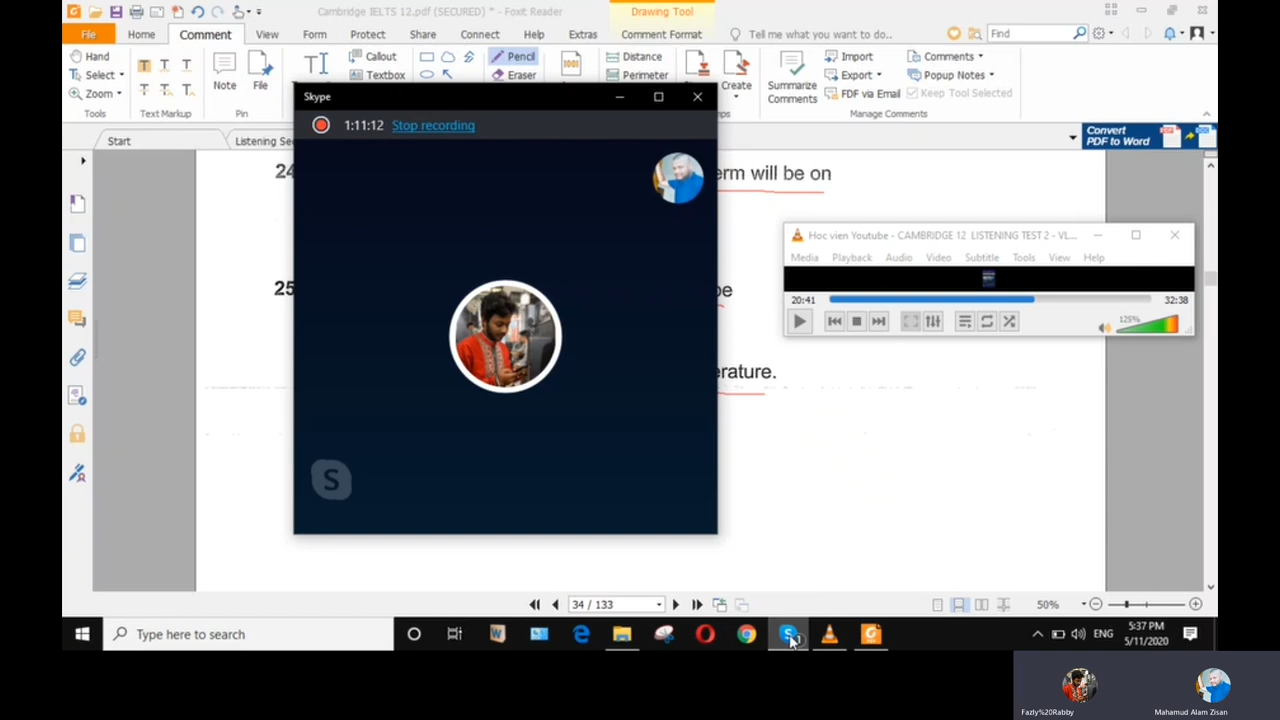 Cambridge IELTS 12.pdf (SECURED) * - Foxit Reader
Drawing Tool
File Home Comment View Form Protect Share Connect Help Extras Comment Format Tell me what you want to do.. Find
Hand
Select
Zoom
Tools
Text Markup
Note
File
Pin
Callout
Textbox
Pencil
Eraser
Distance
Perimeter
Create
Summarize
Comments
Import
Export
FDF via Email
Comments
Popup Notes
Keep Tool Selected
Manage Comments
Start
Listening Se
Convert
PDF to Word
Skype
1:11:12 Stop recording
24
erm will be on
25
be
erature.
Hoc vien Youtube - CAMBRIDGE 12 LISTENING TEST 2 - VL...
Media Playback Audio Video Subtitle Tools View Help
20:41
32:38
125%
S
34 / 133
50%
Type here to search
ENG
5:37 PM
5/11/2020
Fazly%20Rabby
Mahamud Alam Zisan